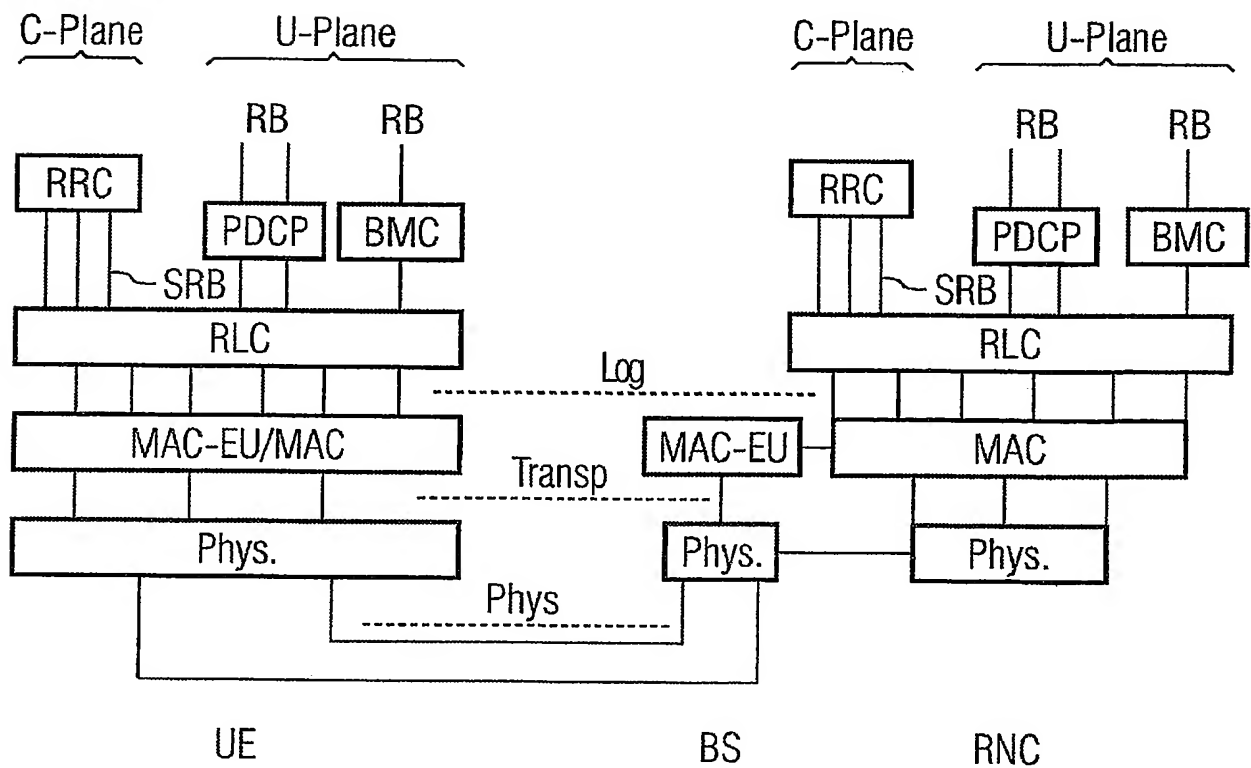 C-Plane U-Plane C-Plane U-Plane
RB RB RB RB
RRC RRC
PDCP BMC PDCP BMC
SRB SRB
RLC RLC
Log
MAC-EU/MAC MAC-EU MAC
Transp
Phys. Phys. Phys.
Phys
UE BS RNC